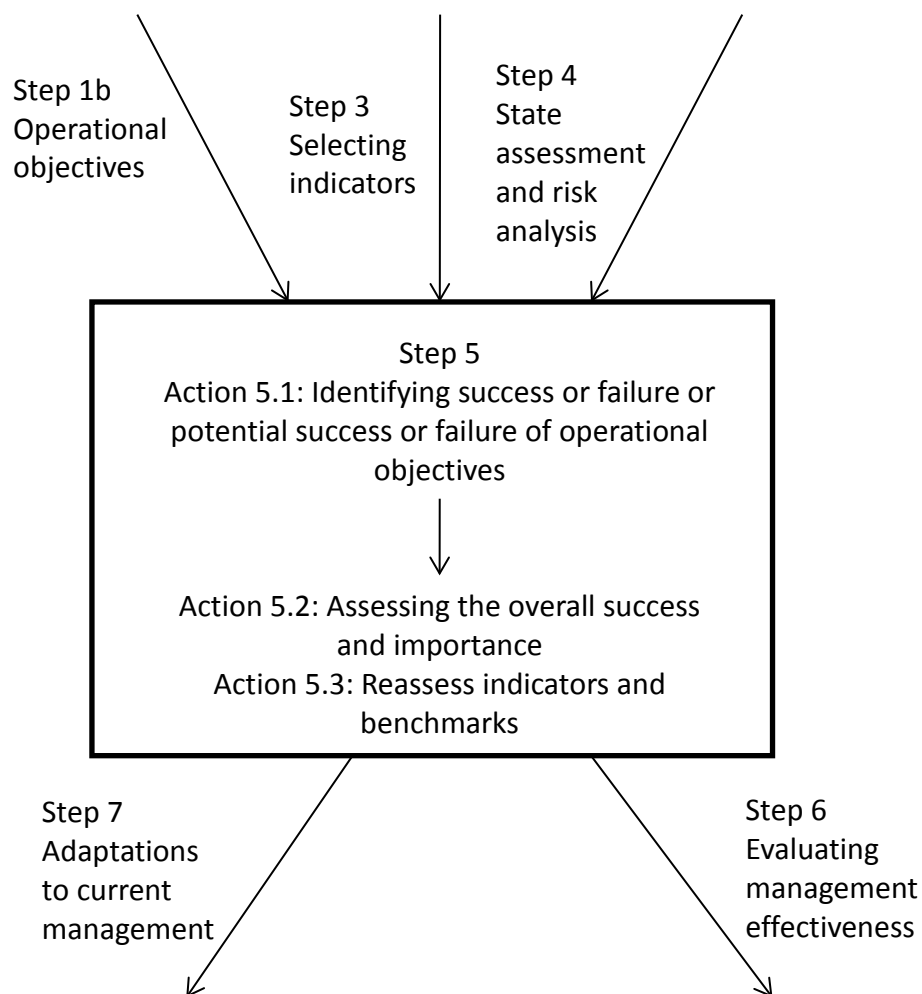 Step 1b
Operational
objectives
Step 3
Selecting
indicators
Step 4
State
assessment
and risk
analysis
Step 5
Action 5.1: Identifying success or failure or
potential success or failure of operational
objectives
Action 5.2: Assessing the overall success
and importance
Action 5.3: Reassess indicators and
benchmarks
Step 7
Adaptations
to current
management
Step 6
Evaluating
management
effectiveness